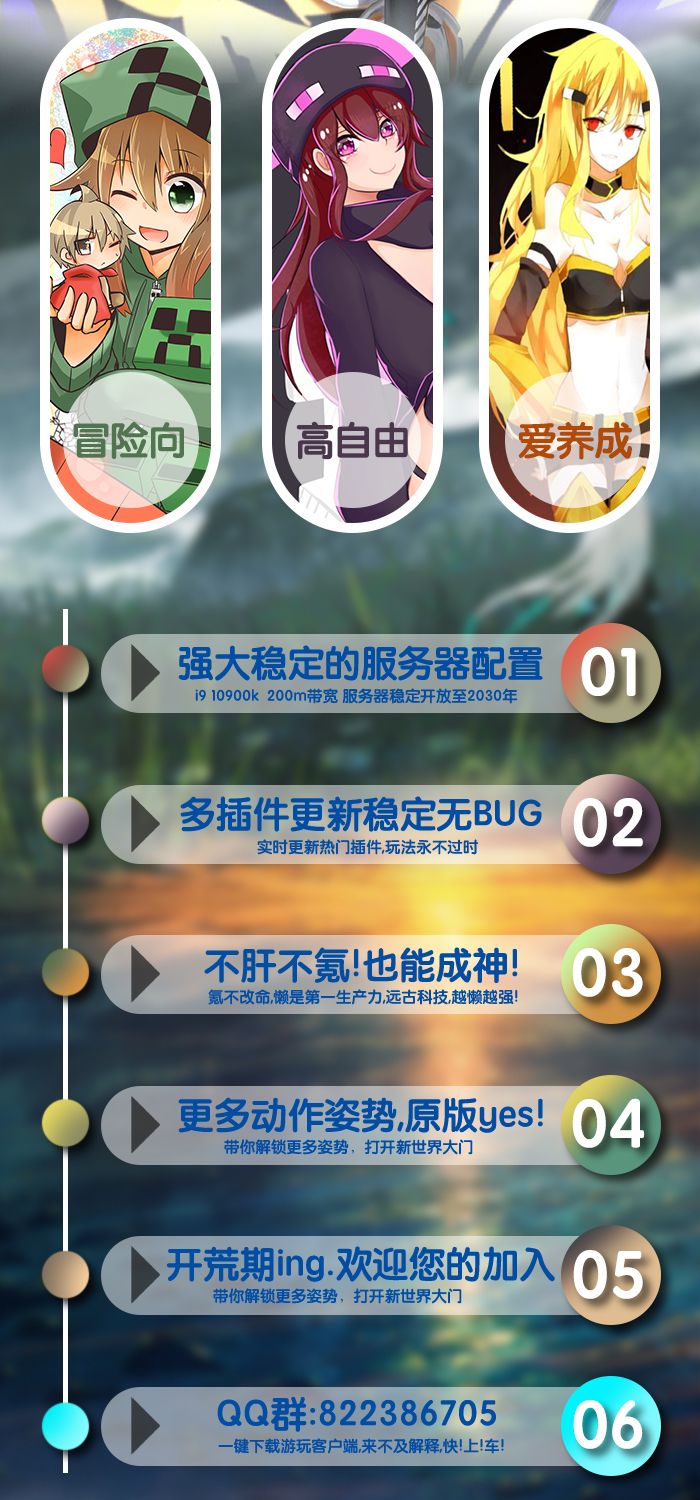 冒险向
高自由
爱养成
强大稳定的服务器配置
i9 10900k 200m带宽 服务器稳定开放至2030年
01
多插件更新稳定无BUG
实时更新热门插件,玩法永不过时
02
不肝不氪!也能成神!
氪不改命,懒是第一生产力,远古科技,越懒越强!
03
更多动作姿势,原版yes!
带你解锁更多姿势，打开新世界大门
04
开荒期ing.欢迎您的加入
带你解锁更多姿势，打开新世界大门
05
QQ群:822386705
一键下载游玩客户端,来不及解释,快!上!车!
06